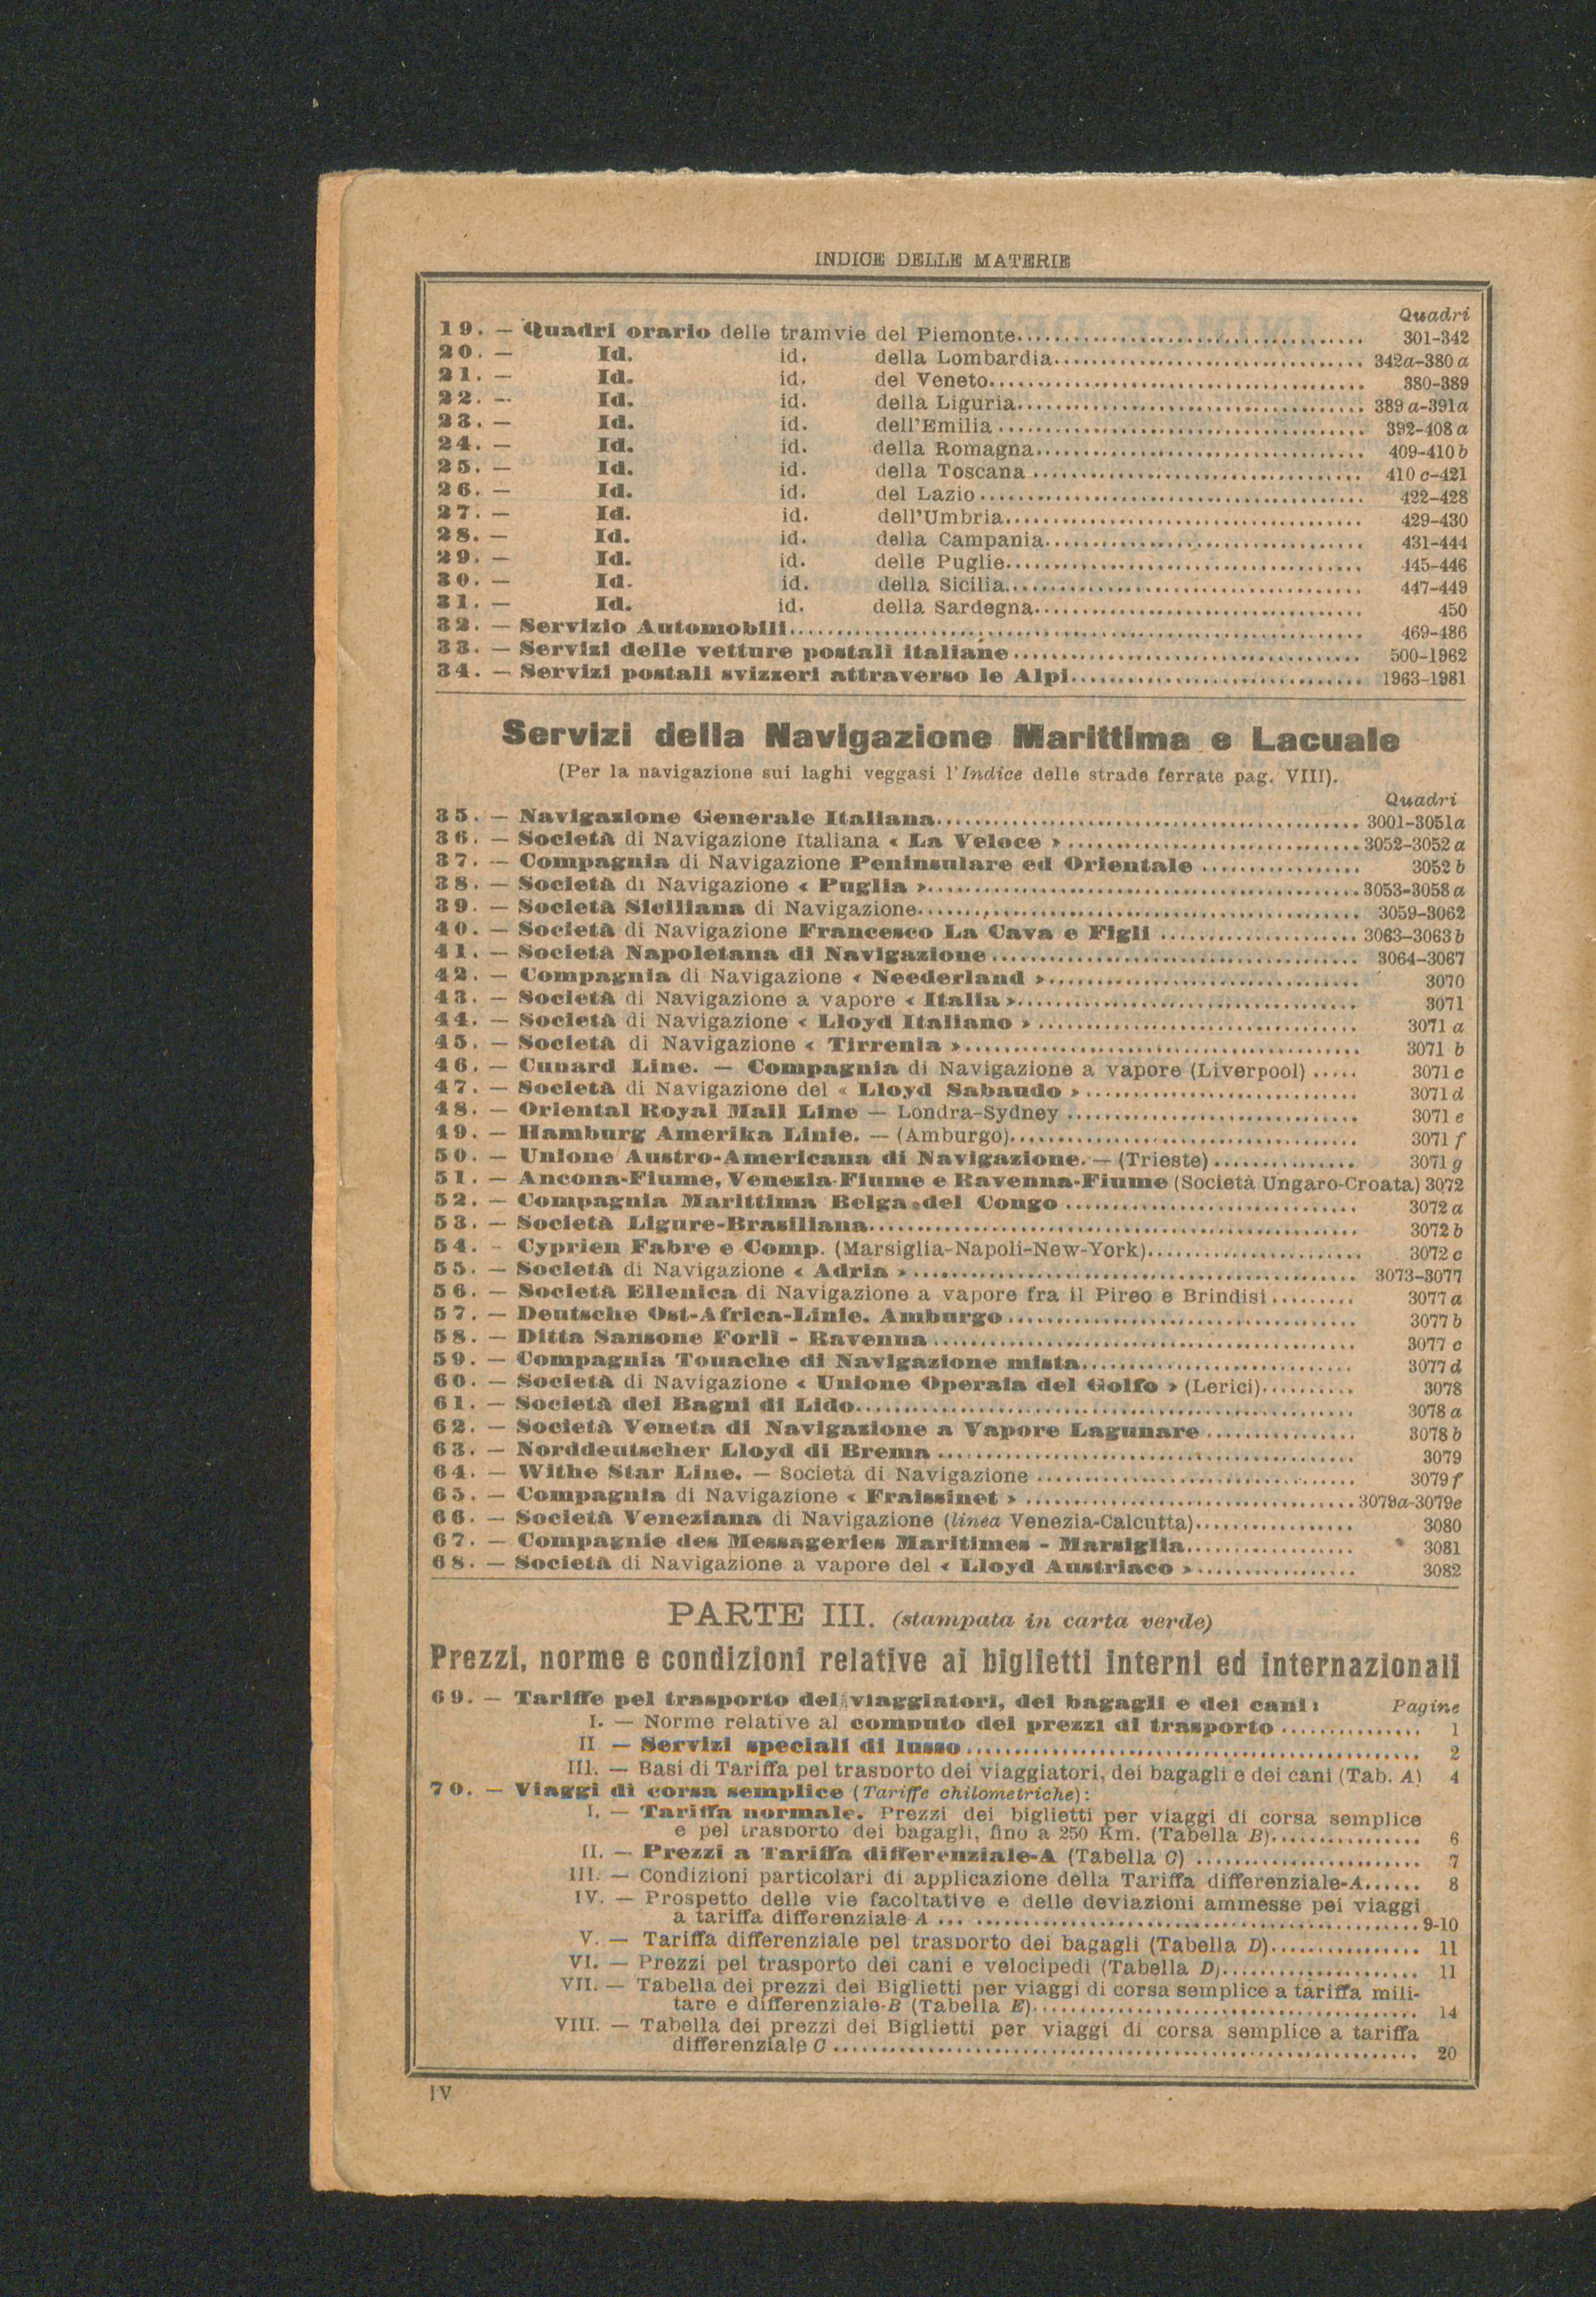 INDICE DELLE MATERIE
Quadri
19. — Quadri orario delle tramvie del Piemonte.................................... 301-342
20. — Id. id. della Lombardia................................ 342a-380 a
21. — Id. id. del Veneto....................................... 380-389
22. — Id. id. della Liguria.................................... 389 a-391a
23. — Id. id. dell'Emilia ...................................... 392-408 a
24. — Id. id. della Romagna.................................. 409-410 b
25. — Id. id. della Toscana .................................. 410 c-421
26. — Id. id. del Lazio........................................ 422-428
27. — Id. id. dell'Umbria..................................... 429-430
28. — Id. id. della Campania................................. 431-444
29. — Id. id. delle Puglie..................................... 445-446
30. — Id. id. della Sicilia..................................... 447-449
31. — Id. id. della Sardegna.................................. 450
32. — Servizio Automobili............................................................ 469-486
33. — Servizi delle vetture postali italiane.................................... 500-1962
34. — Servizi postali svizzeri attraverso le Alpi.............................. 1963-1981
Servizi della Navigazione Marittima e Lacuale
(Per la navigazione sui laghi veggasi l'Indice delle strade ferrate pag. VIII).
Quadri
35. — Navigazione Generale Italiana............................................ 3001-3051a
36. — Società di Navigazione Italiana « La Veloce » .............................. 3052-3052 a
37. — Compagnia di Navigazione Peninsulare ed Orientale ................ 3052 b
38. — Società di Navigazione « Puglia »............................................ 3053-3058 a
39. — Società Siciliana di Navigazione.............................................. 3059-3062
40. — Società di Navigazione Francesco La Cava e Figli .................... 3063-3063 b
41. — Società Napoletana di Navigazione...................................... 3064-3067
42. — Compagnia di Navigazione « Neederland »................................ 3070
43. — Società di Navigazione a vapore « Italia »................................... 3071
44. — Società di Navigazione « Lloyd Italiano » ................................. 3071 a
45. — Società di Navigazione « Tirrenia »......................................... 3071 b
46. — Cunard Line. — Compagnia di Navigazione a vapore (Liverpool) ..... 3071 c
47. — Società di Navigazione del « Lloyd Sabaudo » ............................ 3071 d
48. — Oriental Royal Mail Line — Londra-Sydney .............................. 3071 e
49. — Hamburg Amerika Linie. — (Amburgo).................................... 3071 f
50. — Unione Austro-Americana di Navigazione. — (Trieste)............... 3071 g
51. — Ancona-Fiume, Venezia-Fiume e Ravenna-Fiume (Società Ungaro-Croata) 3072
52. — Compagnia Marittima Belga del Congo .............................. 3072 a
53. — Società Ligure-Brasiliana.................................................. 3072 b
54. - Cyprien Fabre e Comp. (Marsiglia-Napoli-New-York)...................... 3072 c
55. — Società di Navigazione « Adria » ............................................. 3073-3077
56. — Società Ellenica di Navigazione a vapore fra il Pireo e Brindisi......... 3077 a
57. — Deutsche Ost-Africa-Linie. Amburgo.................................... 3077 b
58. — Ditta Sansone Forlì - Ravenna........................................... 3077 c
59. — Compagnia Touache di Navigazione mista............................ 3077 d
60. — Società di Navigazione « Unione Operaia del Golfo » (Lerici).......... 3078
61. — Società dei Bagni di Lido................................................... 3078 a
62. — Società Veneta di Navigazione a Vapore Lagunare ................ 3078 b
63. — Norddeutscher Lloyd di Brema .......................................... 3079
64. — Withe Star Line. — Società di Navigazione ................................. 3079 f
65. — Compagnia di Navigazione « Fraissinet » .................................. 3079a-3079e
66. — Società Veneziana di Navigazione (linea Venezia-Calcutta)................. 3080
67. — Compagnie des Messageries Maritimes - Marsiglia.................. 3081
68. — Società di Navigazione a vapore del « Lloyd Austriaco »................. 3082
PARTE III. (stampata in carta verde)
Prezzi, norme e condizioni relative ai biglietti interni ed internazionali
69. — Tariffe pel trasporto dei viaggiatori, dei bagagli e dei cani: Pagine
I. — Norme relative al computo dei prezzi di trasporto ............... 1
II — Servizi speciali di lusso............................................... 2
III. — Basi di Tariffa pel trasporto dei viaggiatori, dei bagagli e dei cani (Tab. A) 4
70. — Viaggi di corsa semplice (Tariffe chilometriche):
I. — Tariffa normale. Prezzi dei biglietti per viaggi di corsa semplice
e pel trasporto dei bagagli, fino a 250 Km. (Tabella B)................ 6
II. — Prezzi a Tariffa differenziale-A (Tabella C) ........................ 7
III. — Condizioni particolari di applicazione della Tariffa differenziale-A...... 8
IV. — Prospetto delle vie facoltative e delle deviazioni ammesse pei viaggi
a tariffa differenziale A ... .............................................. 9-10
V. — Tariffa differenziale pel trasporto dei bagagli (Tabella D)................ 11
VI. — Prezzi pel trasporto dei cani e velocipedi (Tabella D)..................... 11
VII. — Tabella dei prezzi dei Biglietti per viaggi di corsa semplice a tariffa mili-
tare e differenziale-B (Tabella E)........................................ 14
VIII. — Tabella dei prezzi dei Biglietti per viaggi di corsa semplice a tariffa
differenziale C ............................................................. 20
IV